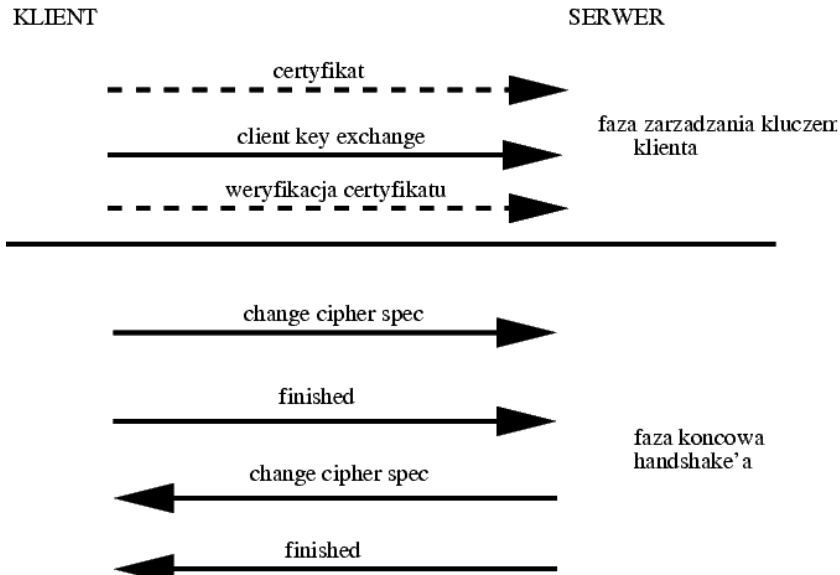 KLIENT
SERWER
certyfikat
client key exchange
faza zarzadzania kluczem
klienta
weryfikacja certyfikatu
change cipher spec
finished
faza koncowa
handshake'a
change cipher spec
finished